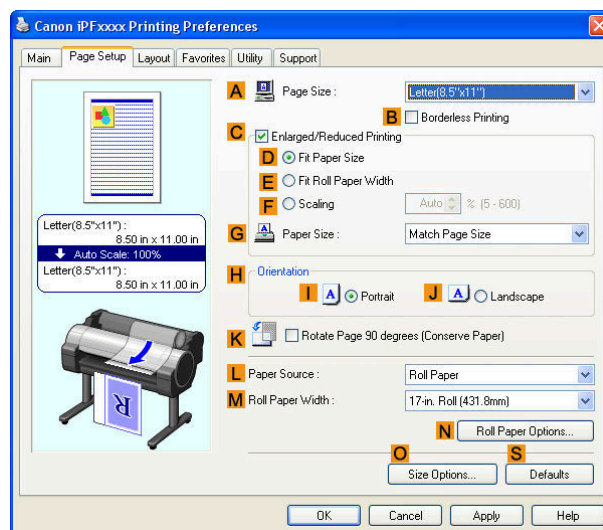 Canon iPFxxxx Printing Preferences
Main Page Setup Layout Favorites Utility Support
A Page Size : Letter(8.5"x11")
B Borderless Printing
C Enlarged/Reduced Printing
D Fit Paper Size
E Fit Roll Paper Width
F Scaling Auto % (5 - 600)
G Paper Size : Match Page Size
Letter(8.5"x11") :
8.50 in x 11.00 in
Auto Scale: 100%
Letter(8.5"x11") :
8.50 in x 11.00 in
H Orientation
I A Portrait J A Landscape
K Rotate Page 90 degrees (Conserve Paper)
R
L Paper Source : Roll Paper
M Roll Paper Width : 17-in. Roll (431.8mm)
N Roll Paper Options...
O S
Size Options... Defaults
OK Cancel Apply Help